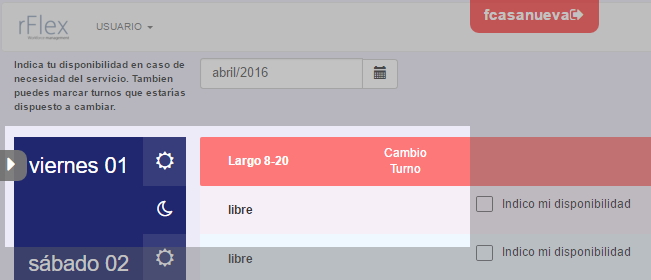 rFlex
USUARIO
fcasanueva
Indica tu disponibilidad en caso de
necesidad del servicio. Tambien
puedes marcar turnos que estarias
dispuesto a cambiar.
abril/2016
viernes 01
Largo 8-20
Cambio
Turno
libre
Indico mi disponibilidad
sábado 02
libre
Indico mi disponibilidad